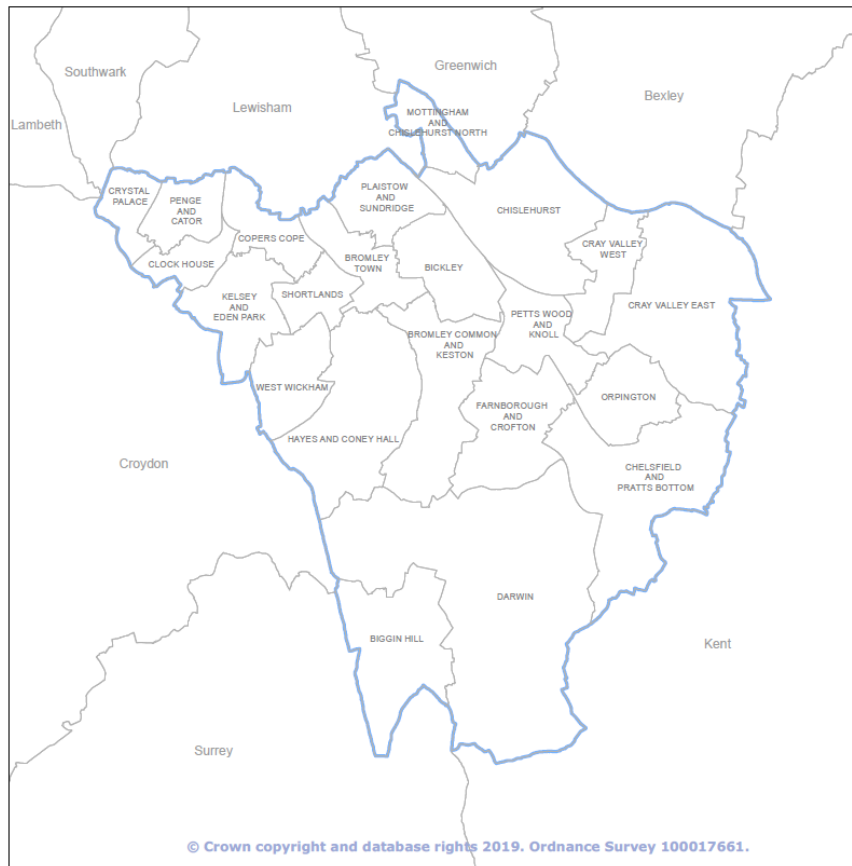 Southwark
Greenwich
Bexley
Lewisham
Lambeth
MOTTINGHAM
AND
CHISLEHURST NORTH
CRYSTAL
PALACE
PENGE
AND
CATOR
PLAISTOW
AND
SUNDRIDGE
CHISLEHURST
COPERS COPE
CRAY VALLEY
WEST
CLOCK HOUSE
BROMLEY
TOWN
BICKLEY
KELSEY
AND
EDEN PARK
SHORTLANDS
CRAY VALLEY EAST
PETTS WOOD
AND
KNOLL
BROMLEY COMMON
AND
KESTON
WEST WICKHAM
ORPINGTON
FARNBOROUGH
AND
CROFTON
HAYES AND CONEY HALL
Croydon
CHELSFIELD
AND
PRATTS BOTTOM
DARWIN
BIGGIN HILL
Kent
Surrey
© Crown copyright and database rights 2019. Ordnance Survey 100017661.